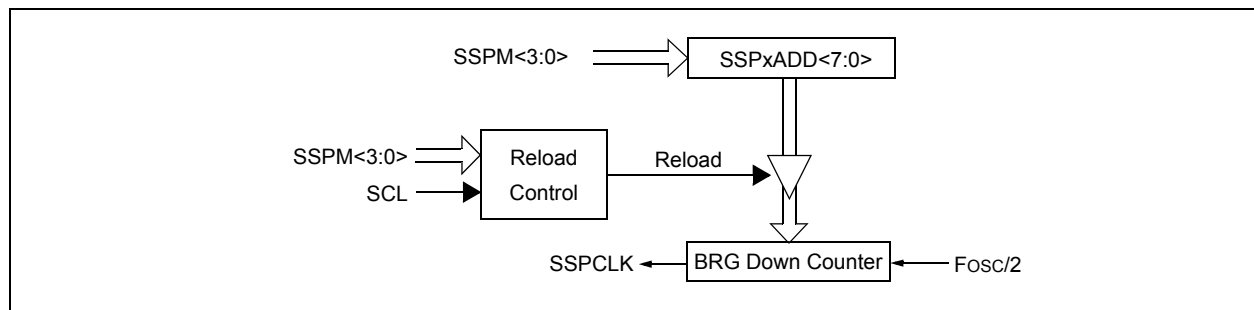 SSPM<3:0>
SSPxADD<7:0>
SSPM<3:0>
Reload
Control
Reload
SCL
SSPCLK
BRG Down Counter
FOSC/2